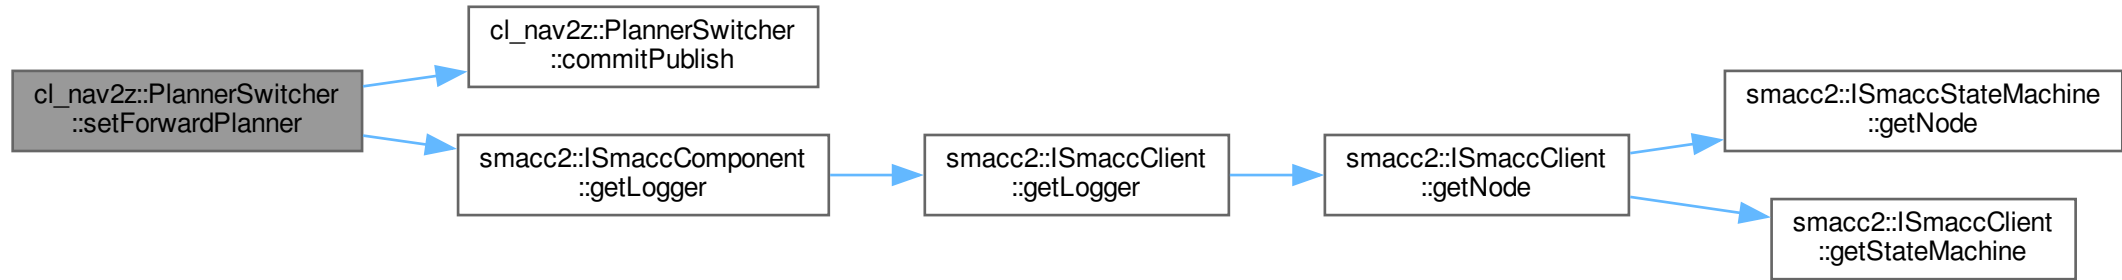 cl_nav2z::PlannerSwitcher
::setForwardPlanner
cl_nav2z::PlannerSwitcher
::commitPublish
smacc2::ISmaccComponent
::getLogger
smacc2::ISmaccClient
::getLogger
smacc2::ISmaccClient
::getNode
smacc2::ISmaccStateMachine
::getNode
smacc2::ISmaccClient
::getStateMachine